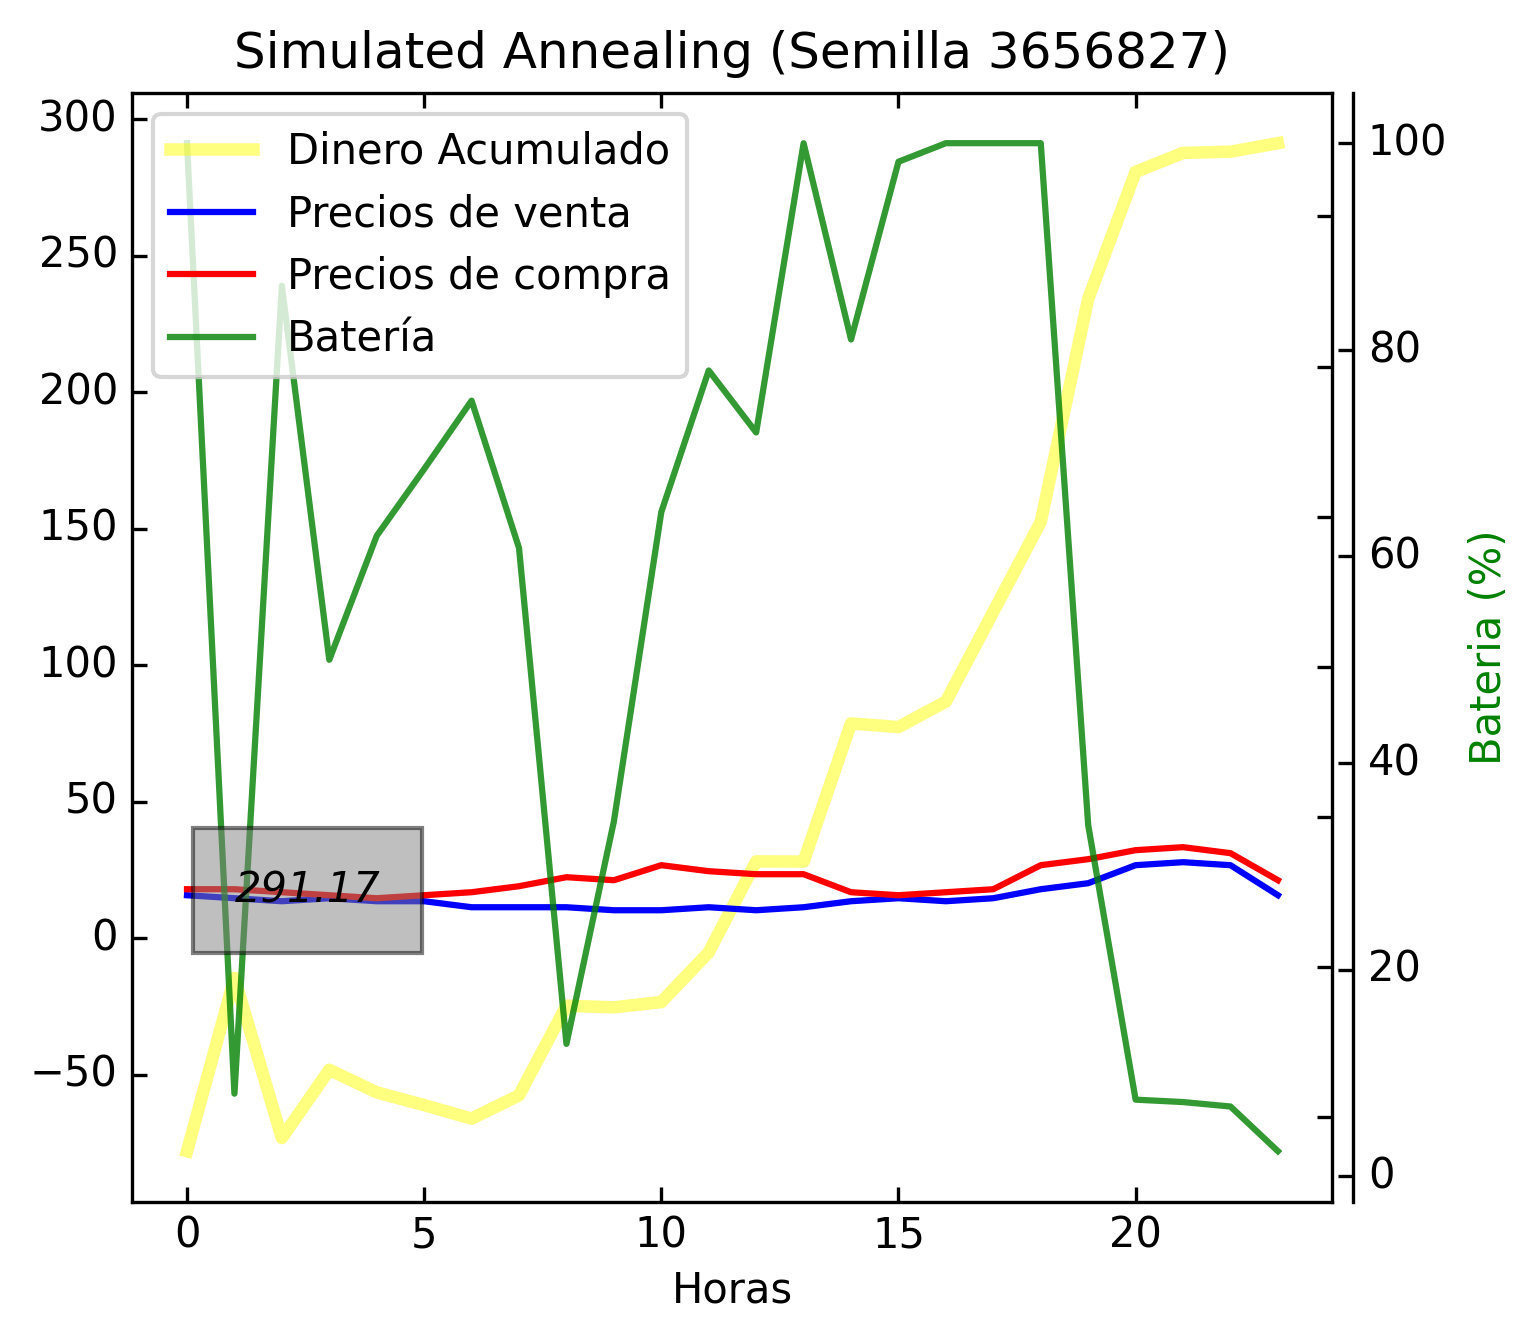 Simulated Annealing (Semilla 3656827)
300
250
200
150
100
50
0
−50
Dinero Acumulado
Precios de venta
Precios de compra
Batería
291.17
100
80
60
40
20
0
Bateria (%)
0 5 10 15 20
Horas